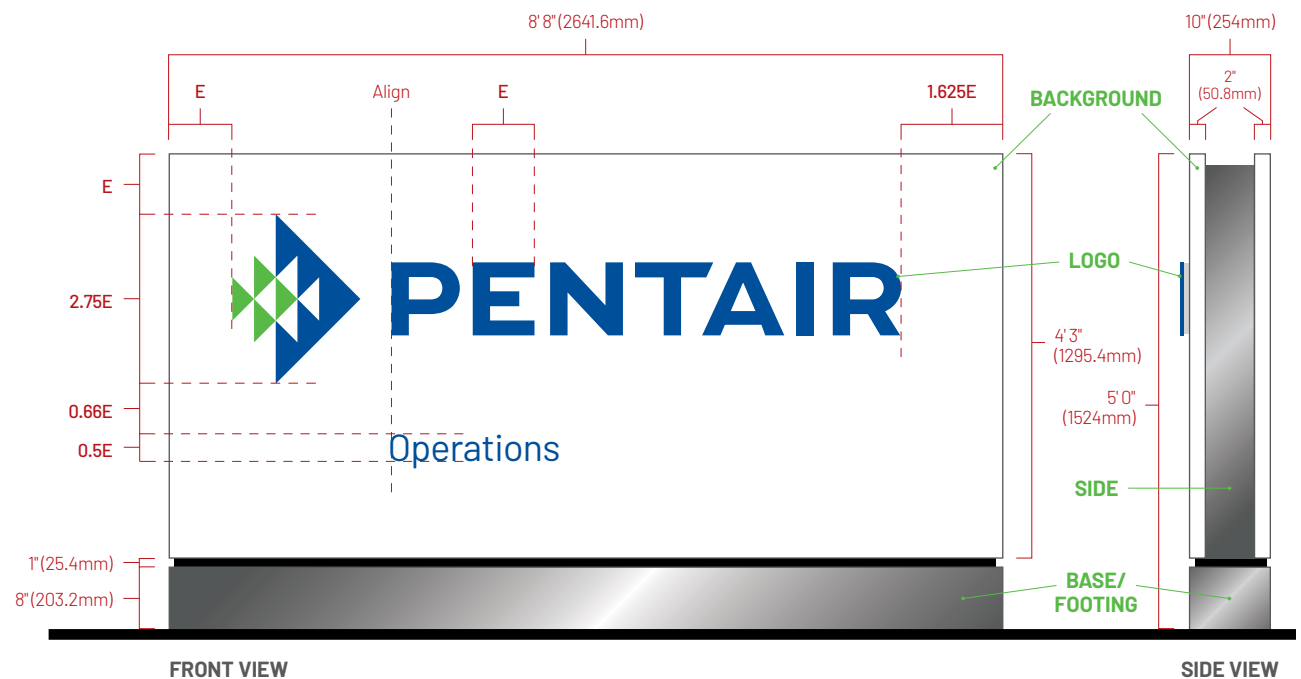 8' 8" (2641.6mm)
10" (254mm)
E
Align
E
1.625E
BACKGROUND
2"
(50.8mm)
E
LOGO
PENTAIR
2.75E
4' 3"
(1295.4mm)
5' 0"
(1524mm)
0.66E
0.5E
Operations
SIDE
1" (25.4mm)
8" (203.2mm)
BASE/
FOOTING
FRONT VIEW
SIDE VIEW